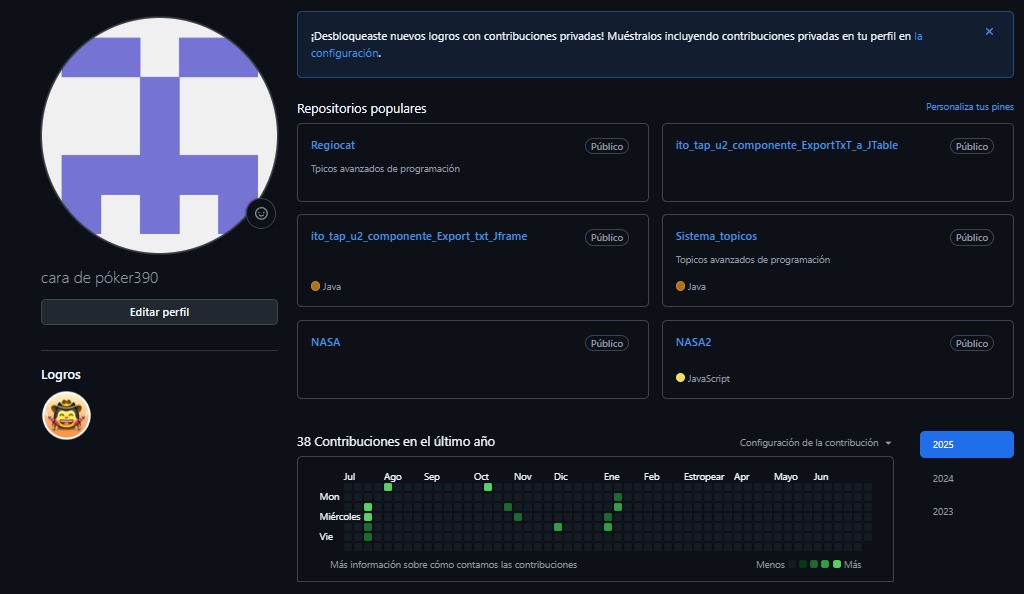 ¡Desbloqueaste nuevos logros con contribuciones privadas! Muéstralos incluyendo contribuciones privadas en tu perfil en la
configuración.
Repositorios populares
Personaliza tus pines
Regiocat
Público
Tpicos avanzados de programación
ito_tap_u2_componente_ExportTxT_a_JTable
Público
ito_tap_u2_componente_Export_txt_Jframe
Público
Java
Sistema_topicos
Público
Topicos avanzados de programación
Java
NASA
Público
NASA2
Público
JavaScript
cara de póker390
Editar perfil
Logros
38 Contribuciones en el último año
Configuración de la contribución
2025
2024
2023
Jul Ago Sep Oct Nov Dic Ene Feb Estropear Apr Mayo Jun
Mon
Miércoles
Vie
Más información sobre cómo contamos las contribuciones
Menos Más